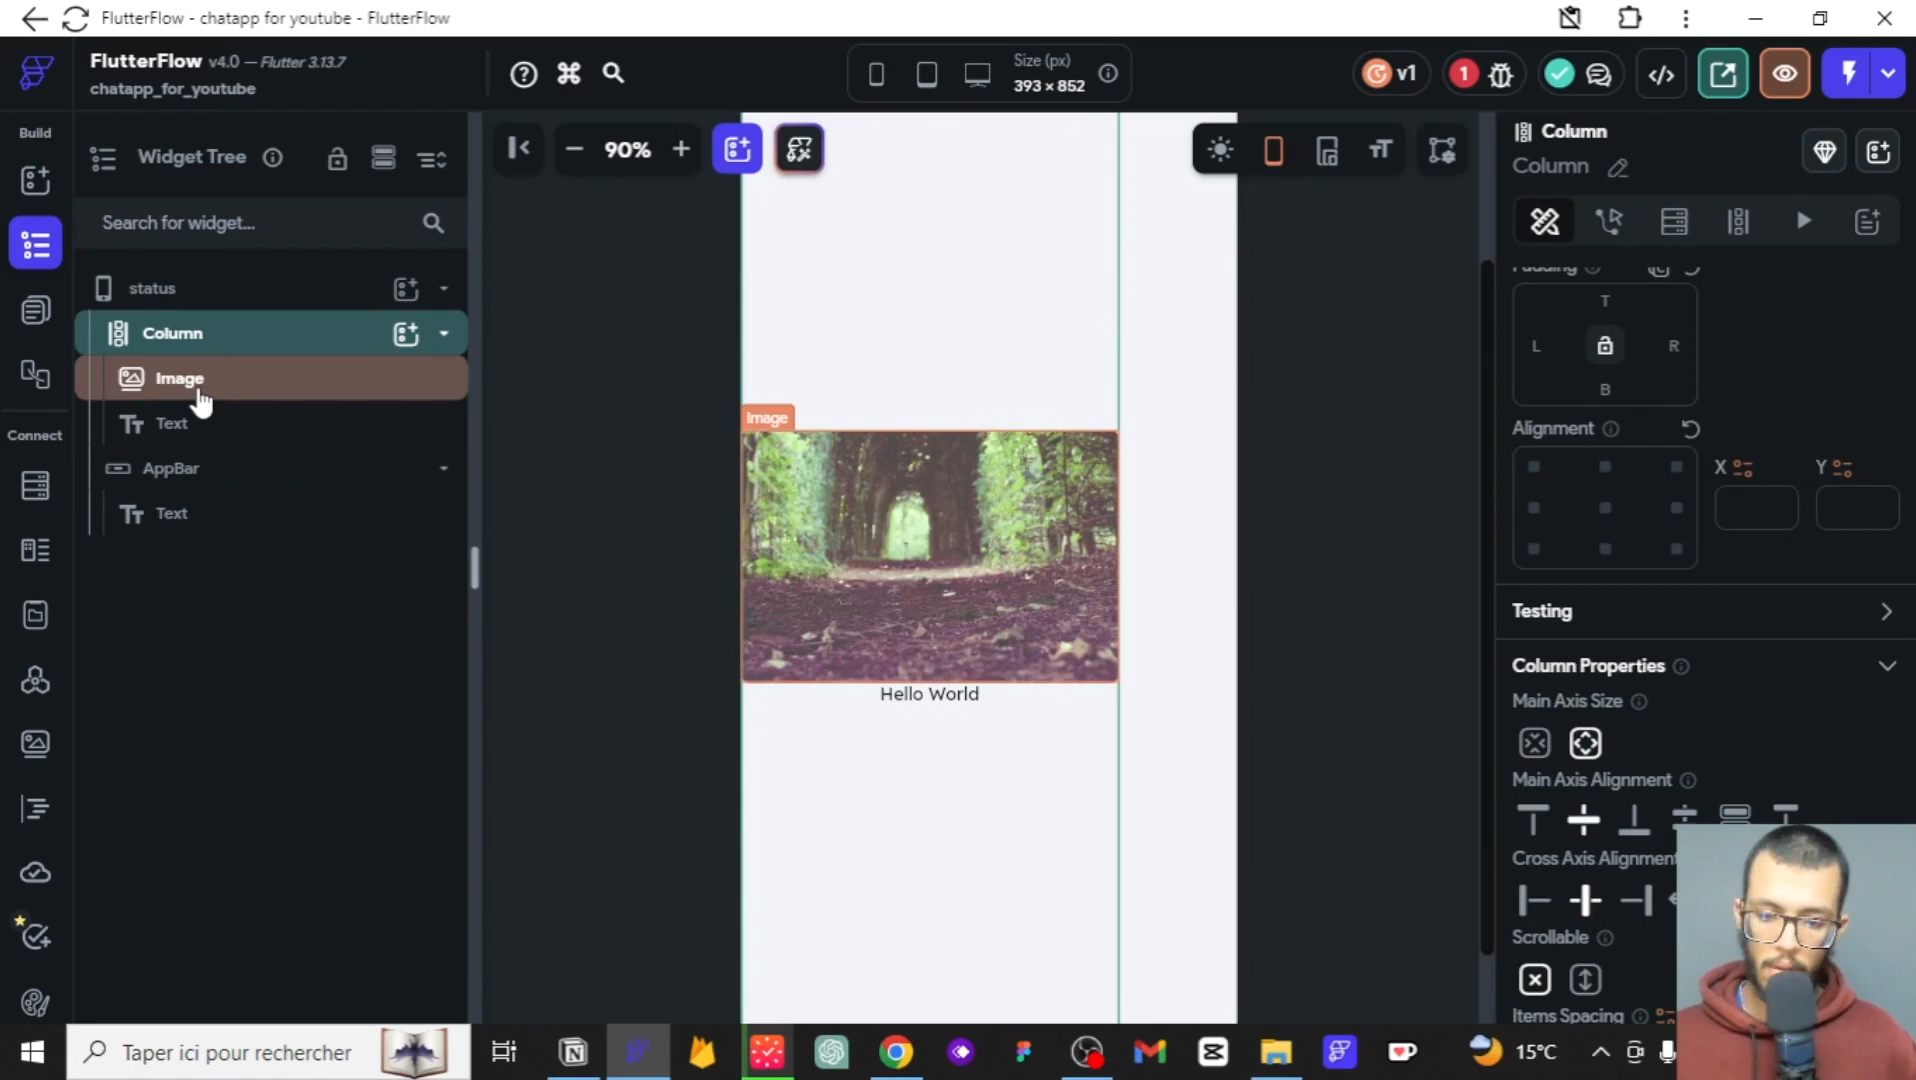 FlutterFlow - chatapp for youtube - FlutterFlow
FlutterFlow v4.0 — Flutter 3.13.7
chatapp_for_youtube
Size (px)
393 × 852
v1
1
Build
Widget Tree
90%
Column
Column
Search for widget...
status
Column
Image
Text
AppBar
Text
Connect
Image
Hello World
T
L
R
B
Alignment
X
Y
Testing
Column Properties
Main Axis Size
Main Axis Alignment
Cross Axis Alignment
Scrollable
Items Spacing
Taper ici pour rechercher
15°C